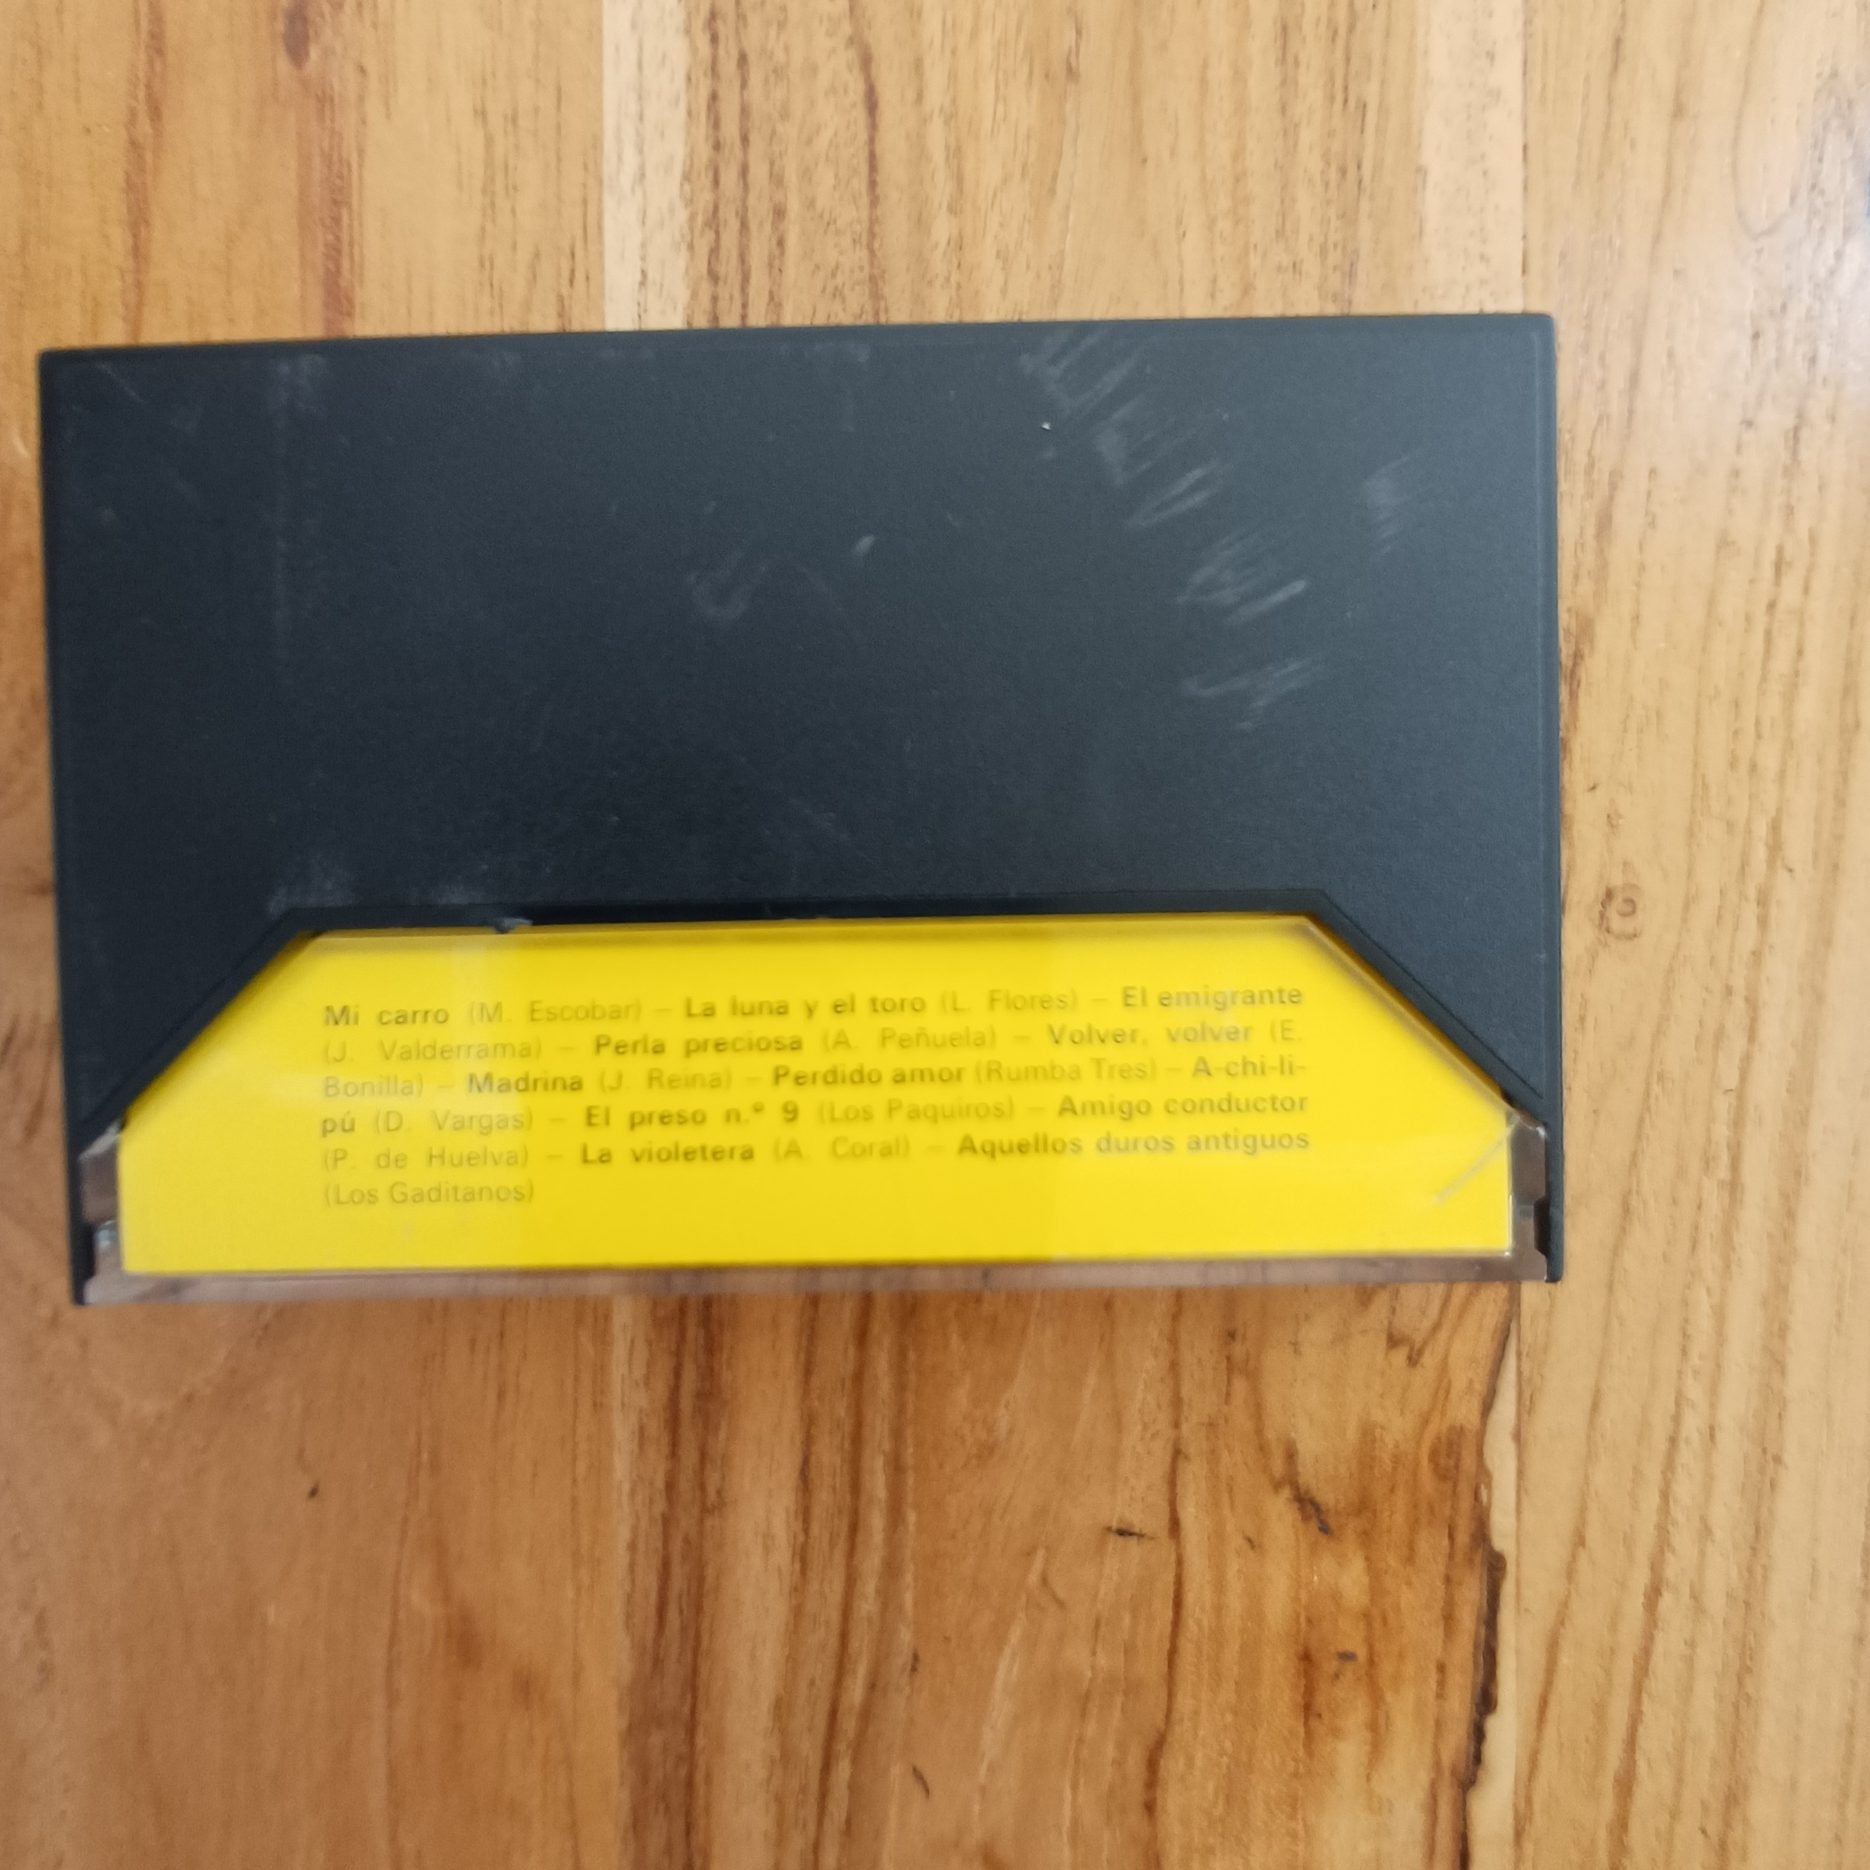 Mi carro (M. Escobar) – La luna y el toro (L. Flores) – El emigrante
(J. Valderrama) – Perla preciosa (A. Peñuela) – Volver, volver (E.
Bonilla) – Madrina (J. Reina) – Perdido amor (Rumba Tres) – A-chi-li-
pú (D. Vargas) – El preso n.º 9 (Los Paquiros) – Amigo conductor
(P. de Huelva) – La violetera (A. Coral) – Aquellos duros antiguos
(Los Gaditanos)